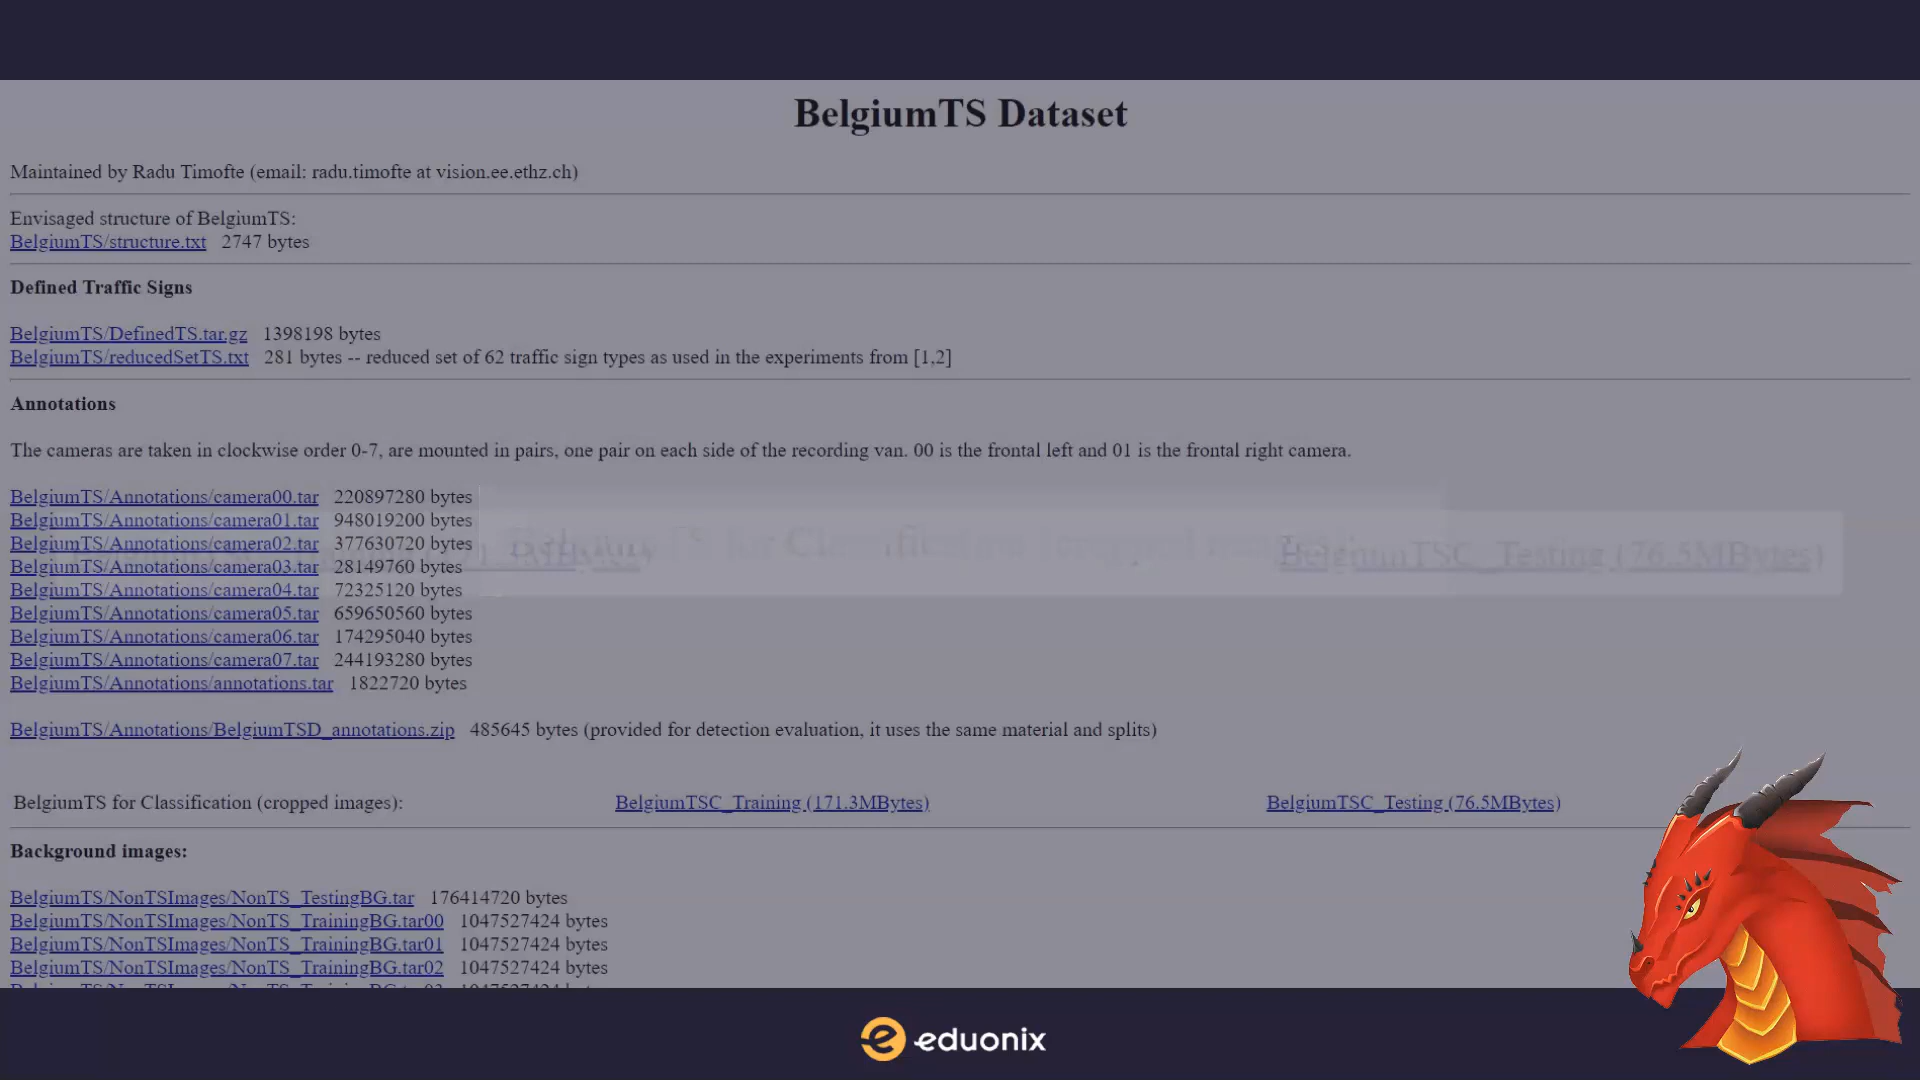 BelgiumTS Dataset
Maintained by Radu Timofte (email: radu.timofte at vision.ee.ethz.ch)
Envisaged structure of BelgiumTS:
BelgiumTS/structure.txt 2747 bytes
Defined Traffic Signs
BelgiumTS/DefinedTS.tar.gz 1398198 bytes
BelgiumTS/reducedSetTS.txt 281 bytes -- reduced set of 62 traffic sign types as used in the experiments from [1,2]
Annotations
The cameras are taken in clockwise order 0-7, are mounted in pairs, one pair on each side of the recording van. 00 is the frontal left and 01 is the frontal right camera.
BelgiumTS/Annotations/camera00.tar 220897280 bytes
BelgiumTS/Annotations/camera01.tar 948019200 bytes
BelgiumTS/Annotations/camera02.tar 377630720 bytes
BelgiumTSC_Testing (76.5MBytes)
BelgiumTS/Annotations/camera03.tar 28149760 bytes
BelgiumTS/Annotations/camera04.tar 72325120 bytes
BelgiumTS/Annotations/camera05.tar 659650560 bytes
BelgiumTS/Annotations/camera06.tar 174295040 bytes
BelgiumTS/Annotations/camera07.tar 244193280 bytes
BelgiumTS/Annotations/annotations.tar 1822720 bytes
BelgiumTS/Annotations/BelgiumTSD_annotations.zip 485645 bytes (provided for detection evaluation, it uses the same material and splits)
BelgiumTS for Classification (cropped images): BelgiumTSC_Training (171.3MBytes) BelgiumTSC_Testing (76.5MBytes)
Background images:
BelgiumTS/NonTSImages/NonTS_TestingBG.tar 176414720 bytes
BelgiumTS/NonTSImages/NonTS_TrainingBG.tar00 1047527424 bytes
BelgiumTS/NonTSImages/NonTS_TrainingBG.tar01 1047527424 bytes
BelgiumTS/NonTSImages/NonTS_TrainingBG.tar02 1047527424 bytes
eduonix